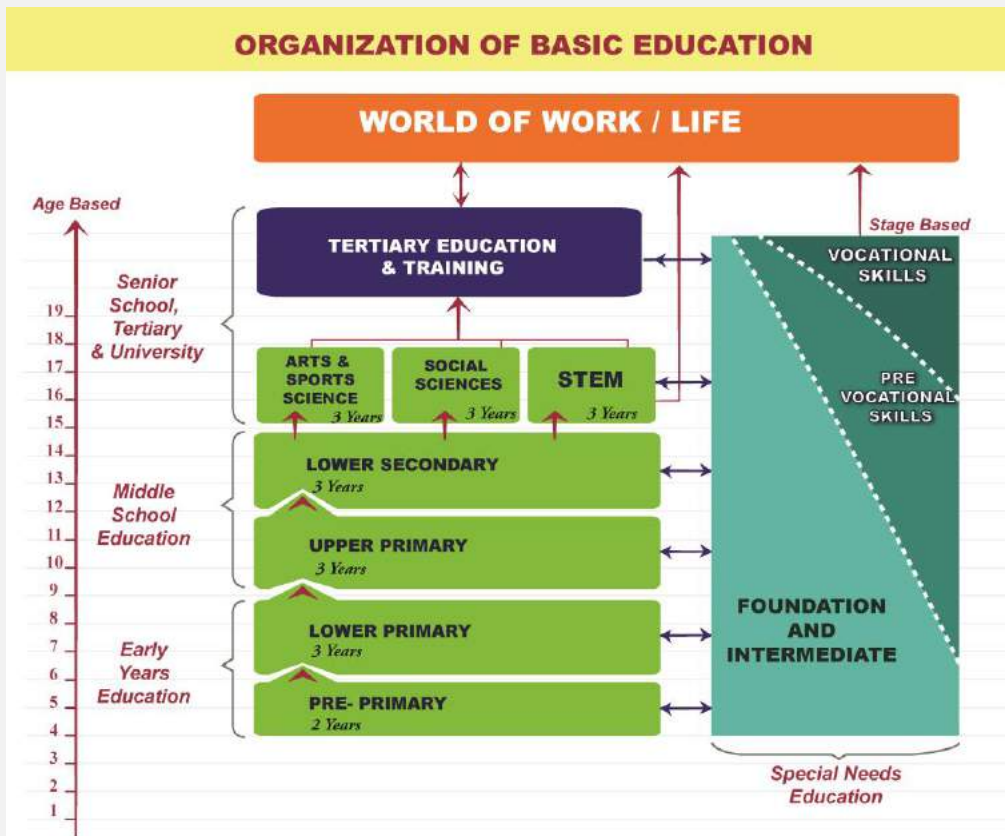 ORGANIZATION OF BASIC EDUCATION
WORLD OF WORK / LIFE
Age Based
Stage Based
TERTIARY EDUCATION
& TRAINING
VOCATIONAL
SKILLS
Senior
School,
Tertiary
& University
19
18
17
16
15
ARTS &
SPORTS
SCIENCE
3 Years
SOCIAL
SCIENCES
3 Years
STEM
3 Years
PRE
VOCATIONAL
SKILLS
14
13
12
11
10
9
Middle
School
Education
LOWER SECONDARY
3 Years
UPPER PRIMARY
3 Years
8
7
6
5
4
3
2
1
Early
Years
Education
LOWER PRIMARY
3 Years
PRE- PRIMARY
2 Years
FOUNDATION
AND
INTERMEDIATE
Special Needs
Education